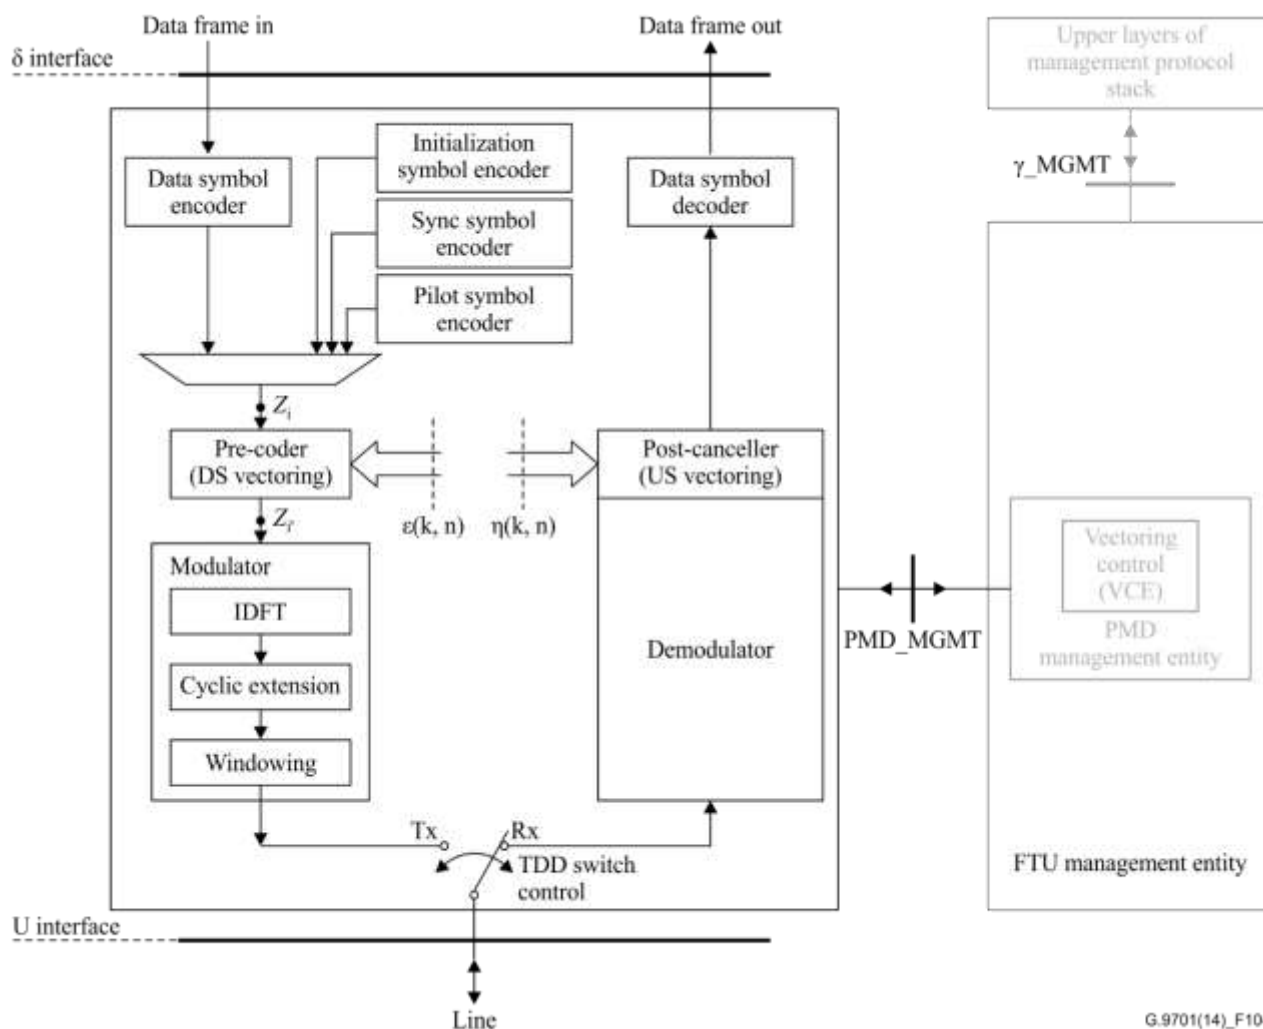 Data frame in
Data frame out
δ interface
Upper layers of
management protocol
stack
γ_MGMT
Data symbol
encoder
Initialization
symbol encoder
Sync symbol
encoder
Pilot symbol
encoder
Data symbol
decoder
Zi
Pre-coder
(DS vectoring)
ε(k, n)
η(k, n)
Post-canceller
(US vectoring)
Zi'
Modulator
IDFT
Cyclic extension
Windowing
Demodulator
PMD_MGMT
Vectoring
control
(VCE)
PMD
management entity
Tx
Rx
TDD switch
control
FTU management entity
U interface
Line
G.9701(14)_F10